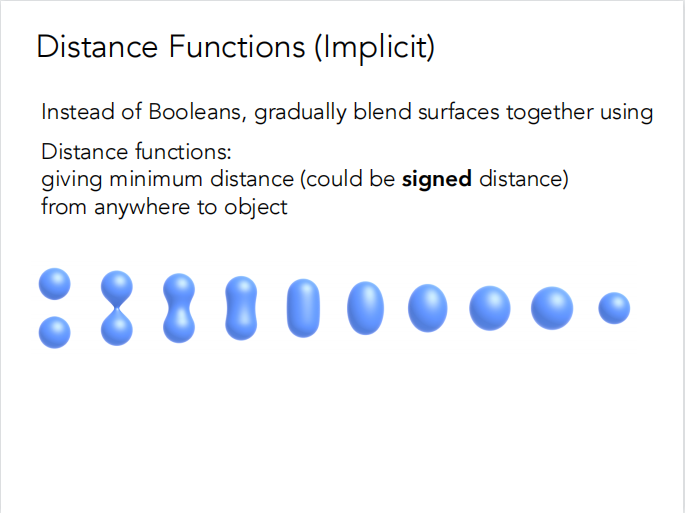 Distance Functions (Implicit)
Instead of Booleans, gradually blend surfaces together using
Distance functions:
giving minimum distance (could be signed distance)
from anywhere to object